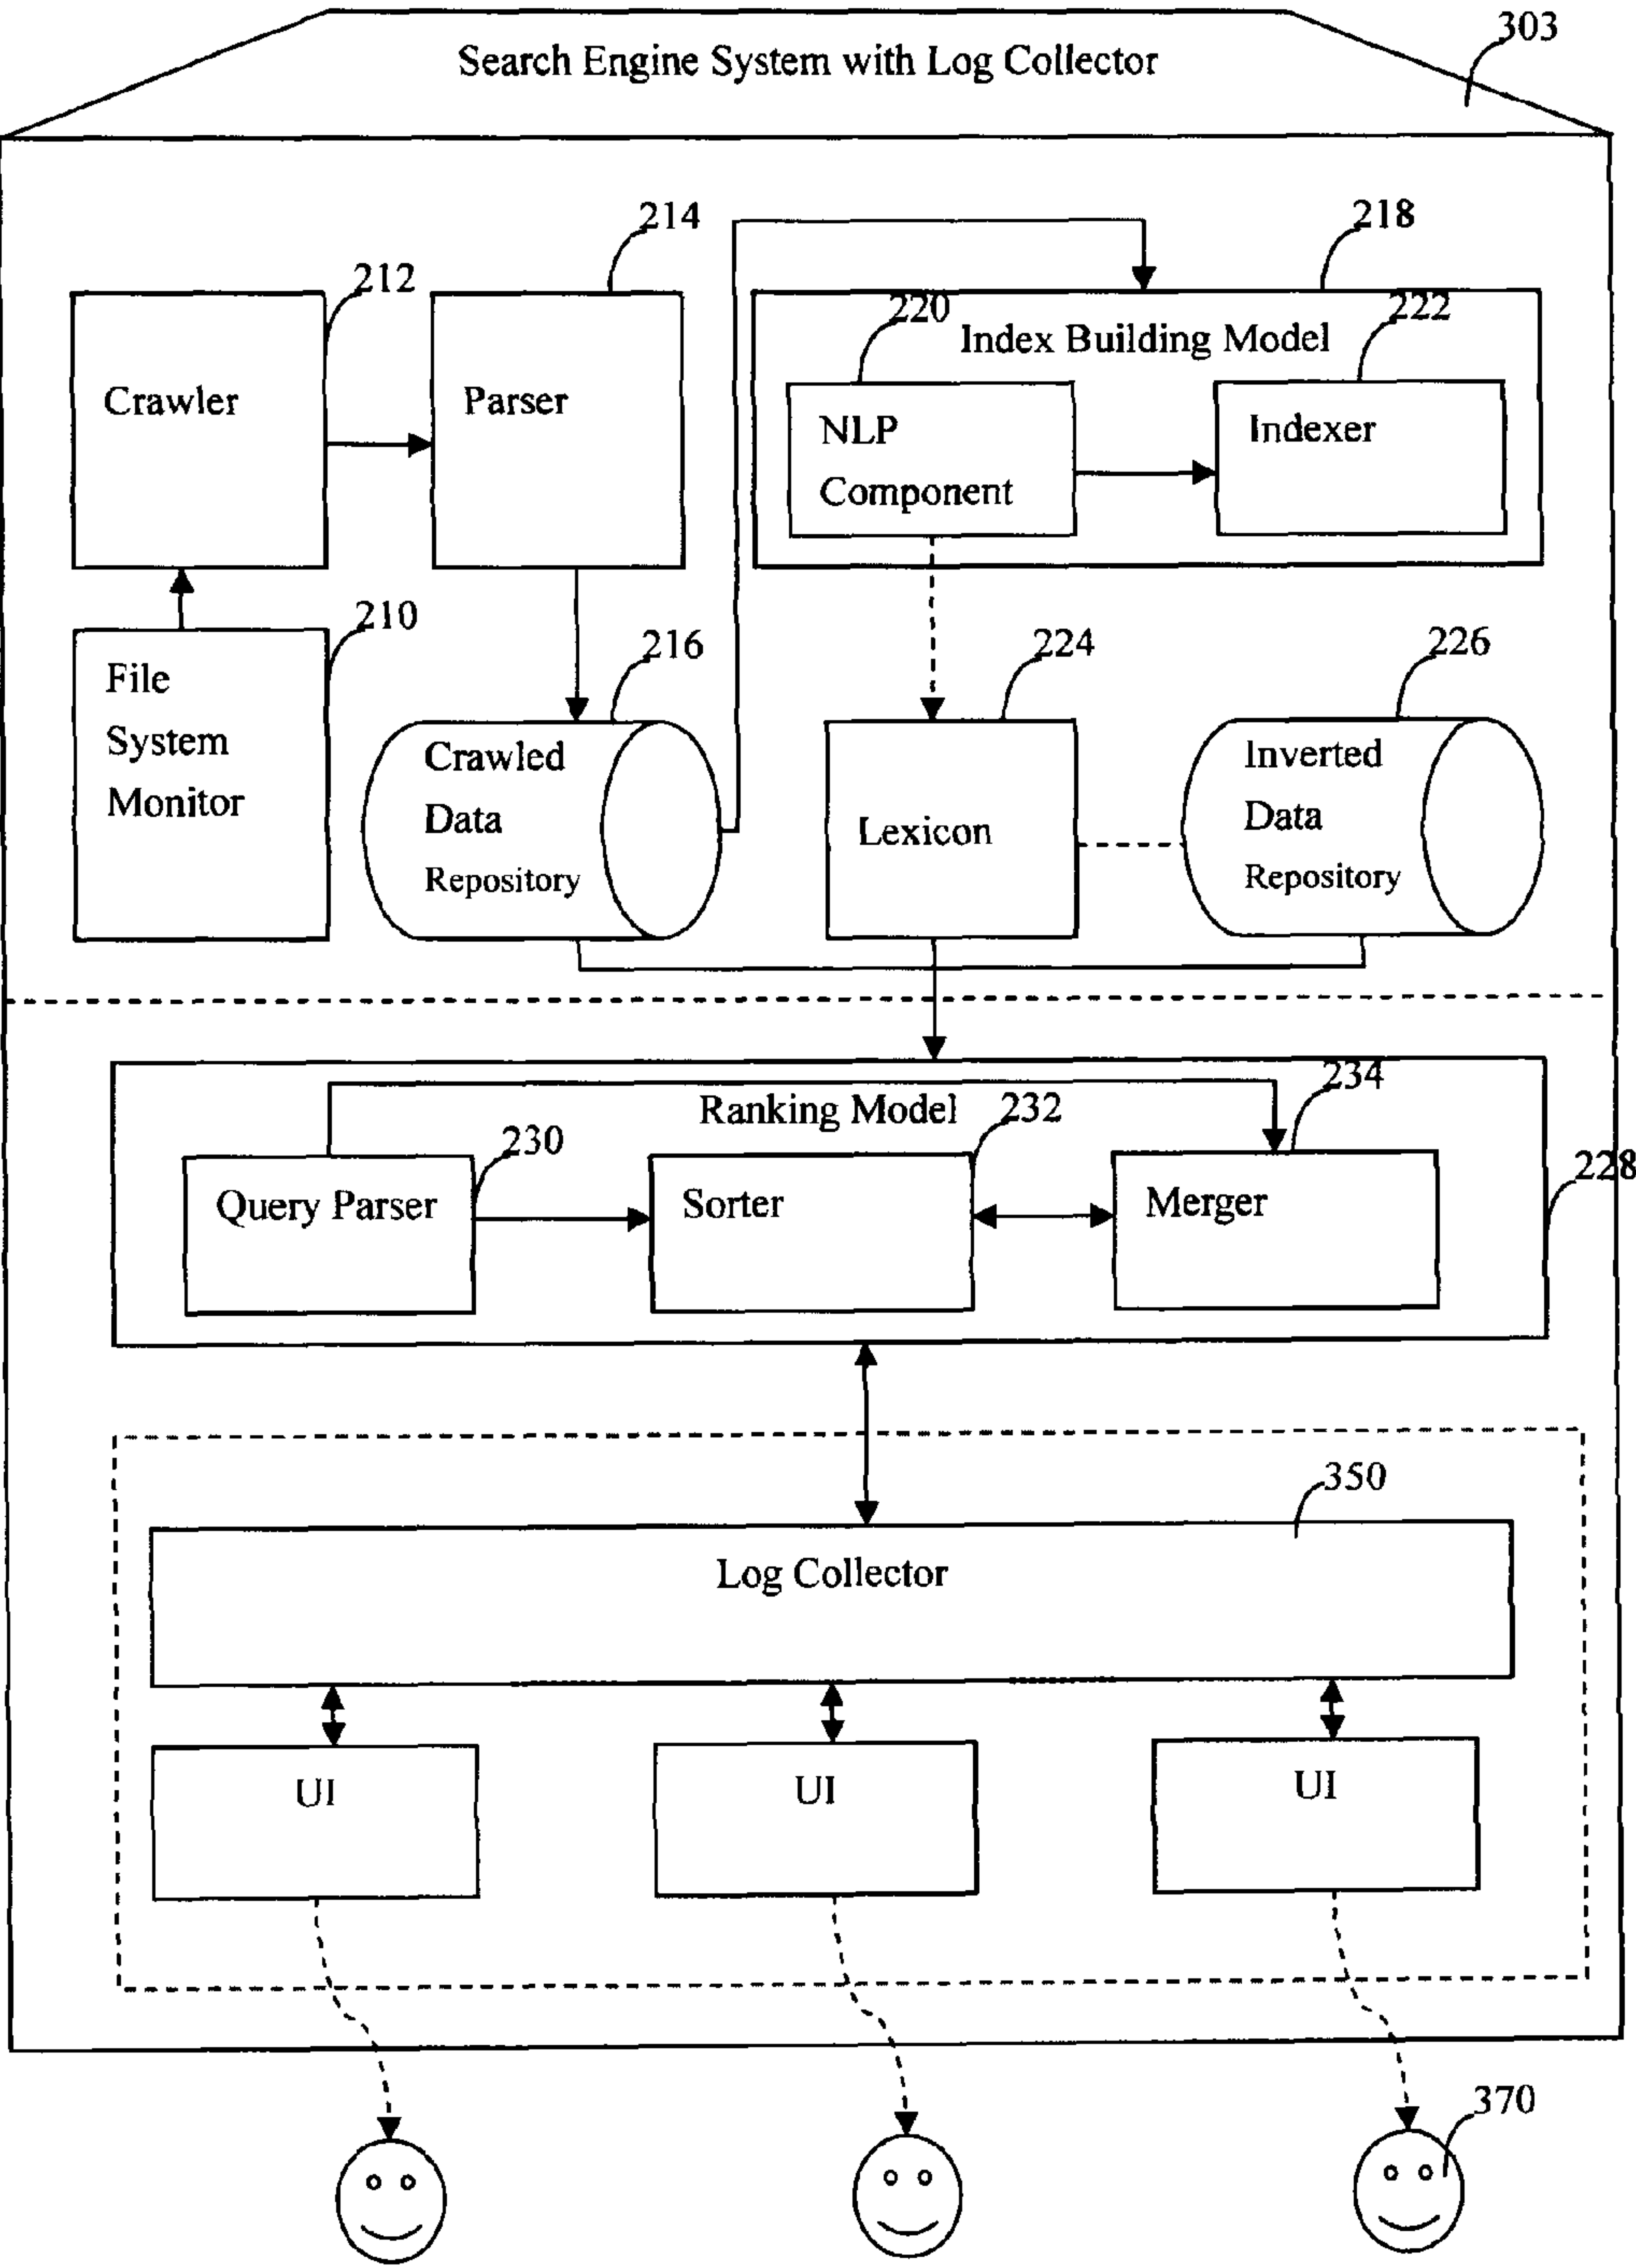 303
Search Engine System with Log Collector
214
218
212
220
222
Index Building Model
Crawler
Parser
NLP
Component
Indexer
210
216
224
226
File
System
Monitor
Crawled
Data
Repository
Lexicon
Inverted
Data
Repository
234
Ranking Model
232
230
228
Query Parser
Sorter
Merger
350
Log Collector
UI
UI
UI
370